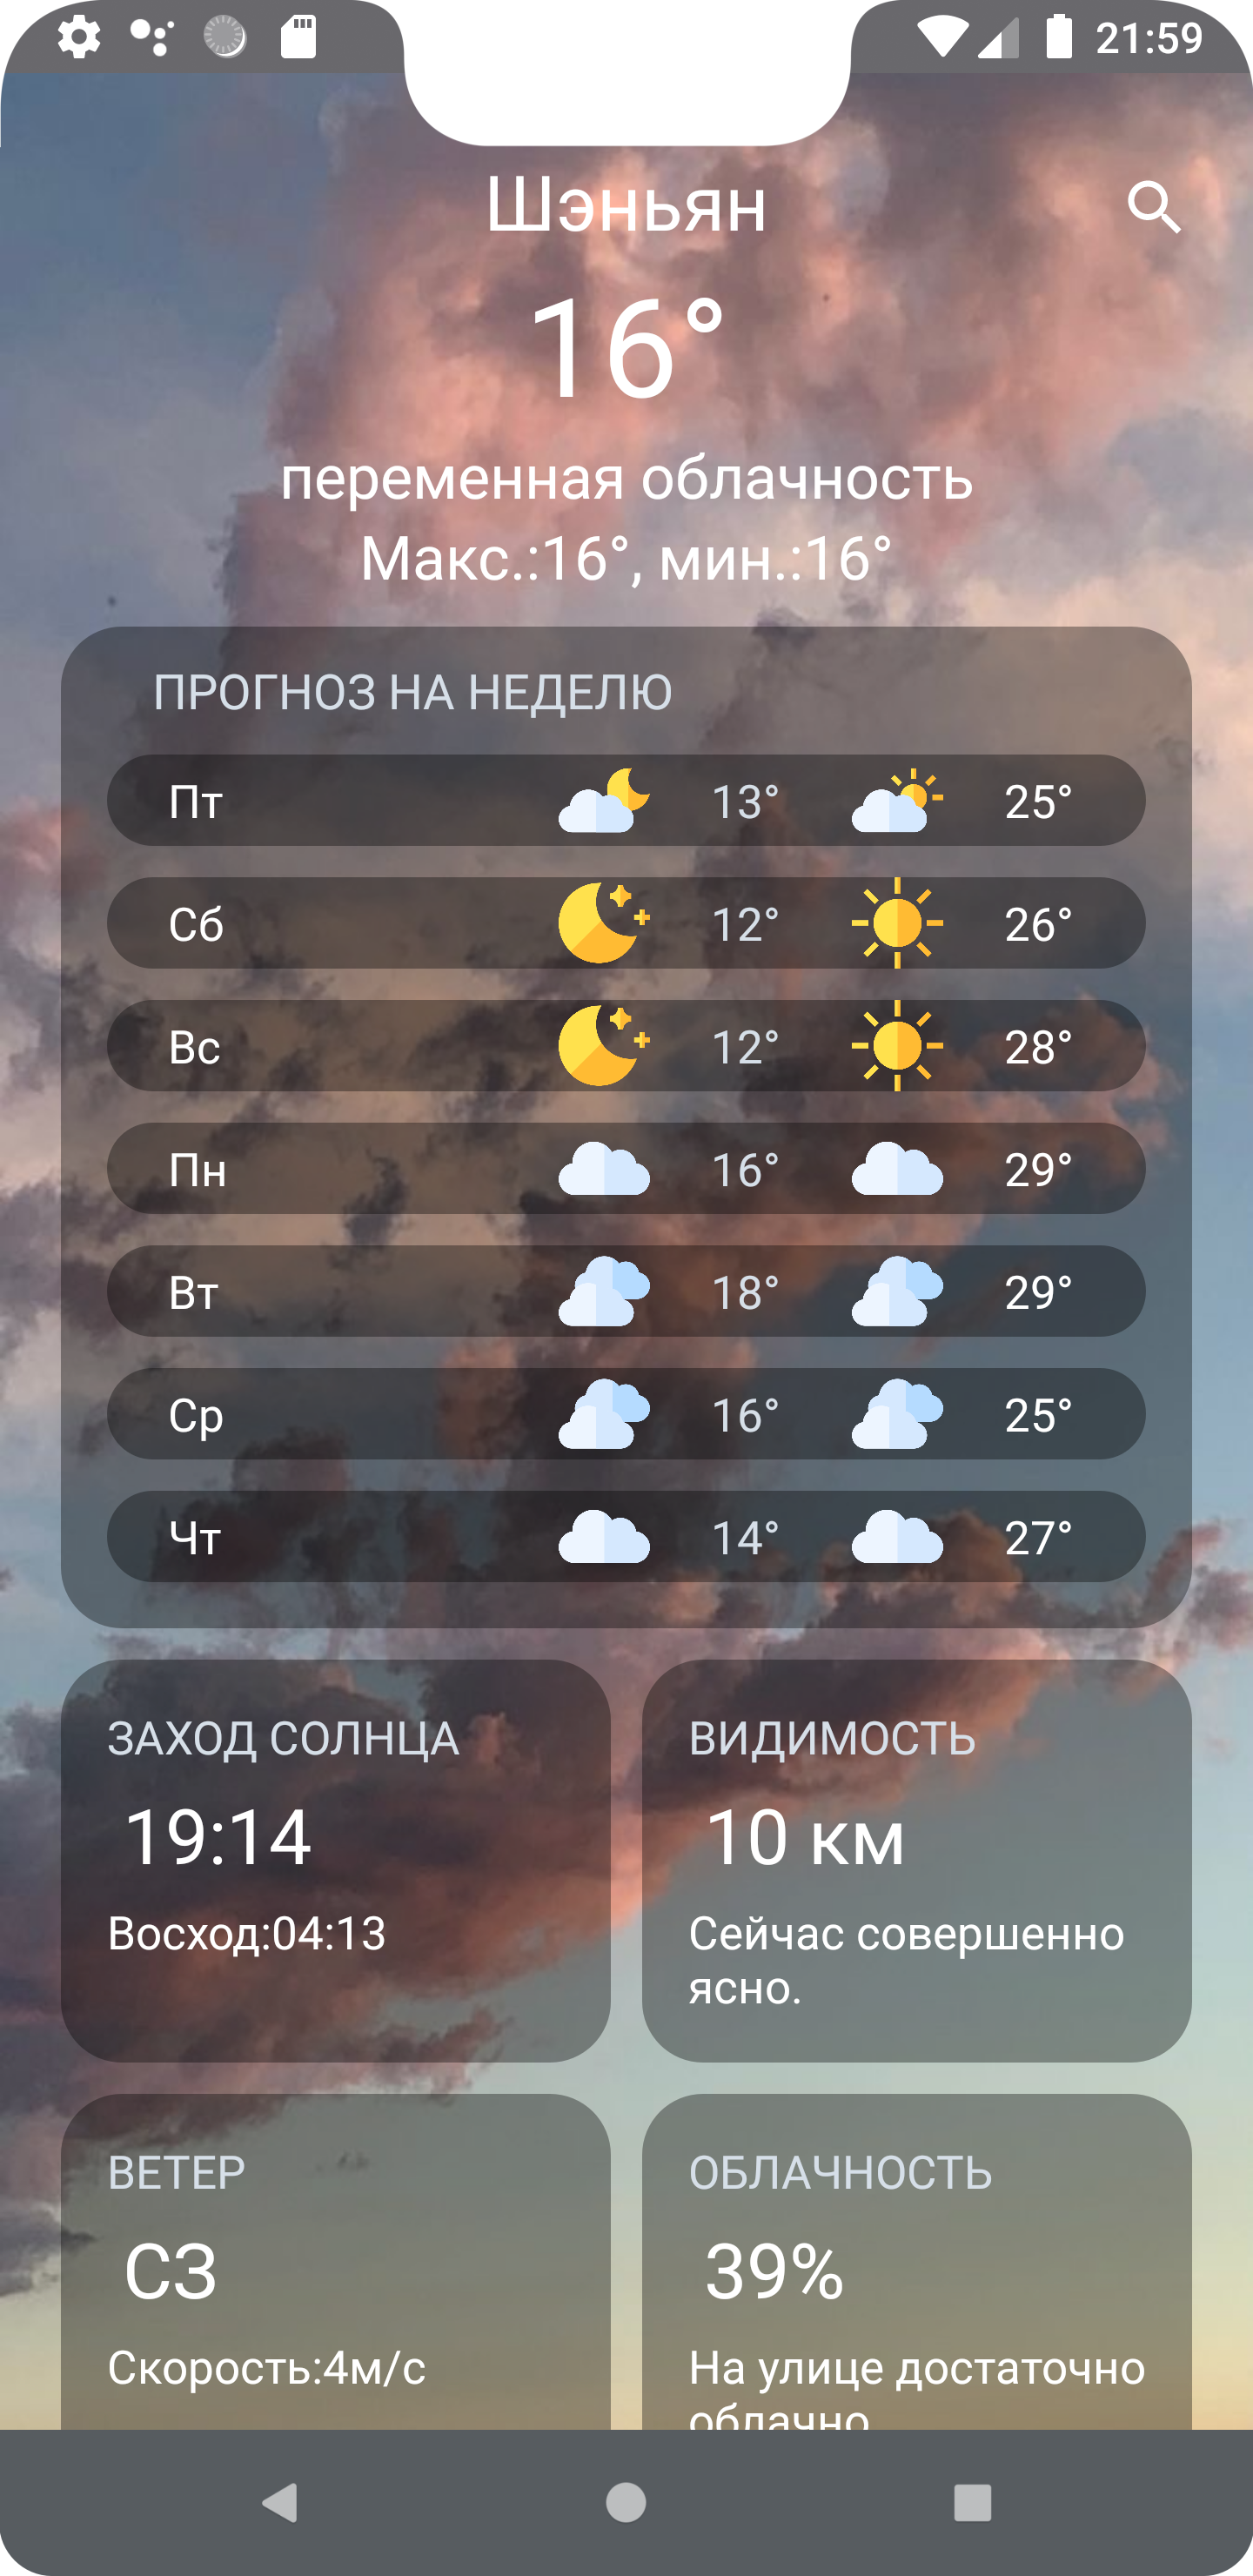 21:59
Шэньян
16°
переменная облачность
Макс.:16°, мин.:16°
ПРОГНОЗ НА НЕДЕЛЮ
Пт 13° 25°
Сб 12° 26°
Вс 12° 28°
Пн 16° 29°
Вт 18° 29°
Ср 16° 25°
Чт 14° 27°
ЗАХОД СОЛНЦА
19:14
Восход:04:13
ВИДИМОСТЬ
10 км
Сейчас совершенно
ясно.
ВЕТЕР
СЗ
Скорость:4м/с
ОБЛАЧНОСТЬ
39%
На улице достаточно
облачно